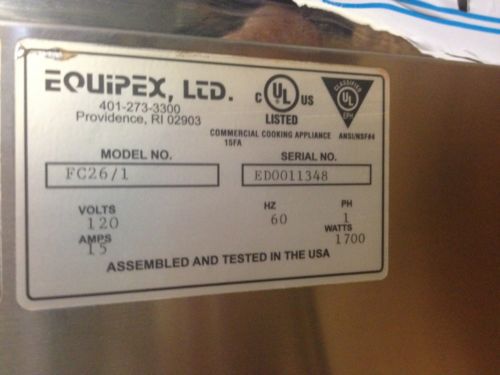 EQUIPEX, LTD.
401-273-3300
Providence, RI 02903
C UL US
LISTED
CLASSIFIED
UL
EPH
COMMERCIAL COOKING APPLIANCE ANSI/NSF#4
15FA
MODEL NO. SERIAL NO.
FC26/1 ED0011348
VOLTS HZ PH
120 60 1
AMPS WATTS
15 1700
ASSEMBLED AND TESTED IN THE USA